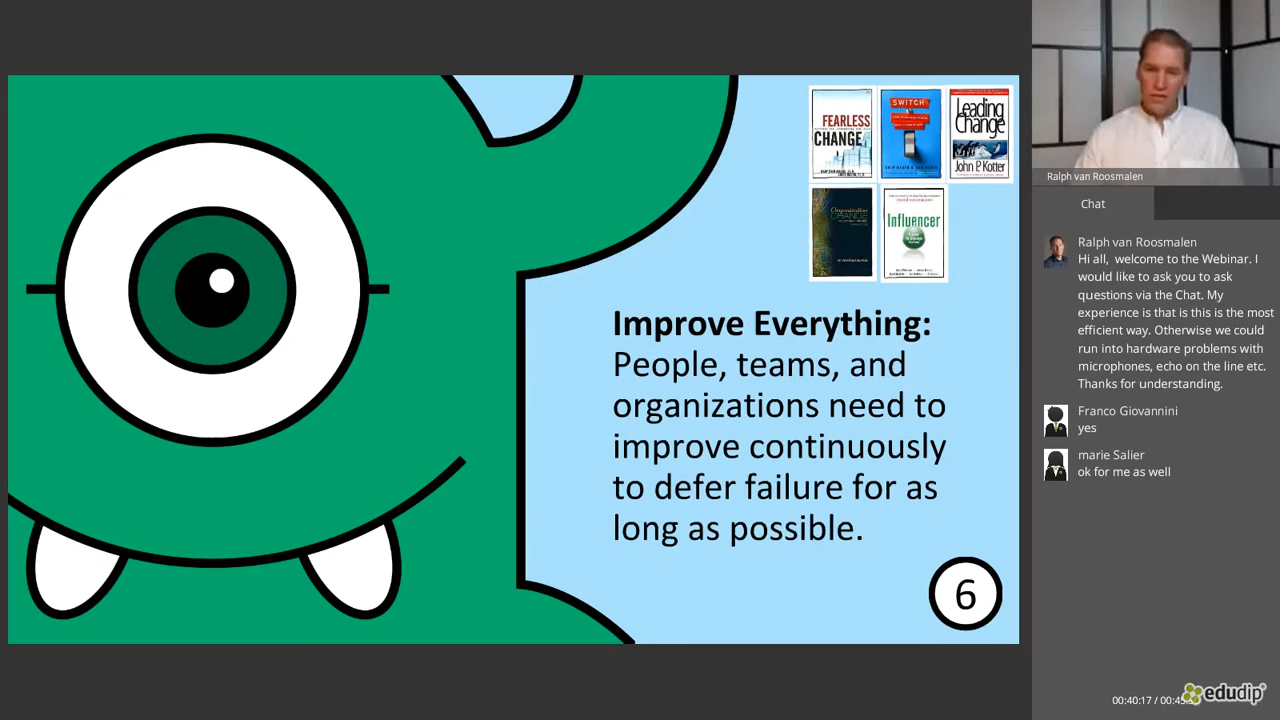 FEARLESS
CHANGE
SWITCH
Leading
Change
John P. Kotter
Organization
CHANGE
Influencer
Improve Everything:
People, teams, and
organizations need to
improve continuously
to defer failure for as
long as possible.
6
Ralph van Roosmalen
Chat
Ralph van Roosmalen
Hi all, welcome to the Webinar. I
would like to ask you to ask
questions via the Chat. My
experience is that is this is the most
efficient way. Otherwise we could
run into hardware problems with
microphones, echo on the line etc.
Thanks for understanding.
Franco Giovannini
yes
marie Salier
ok for me as well
00:40:17 / 00:45:
edudip